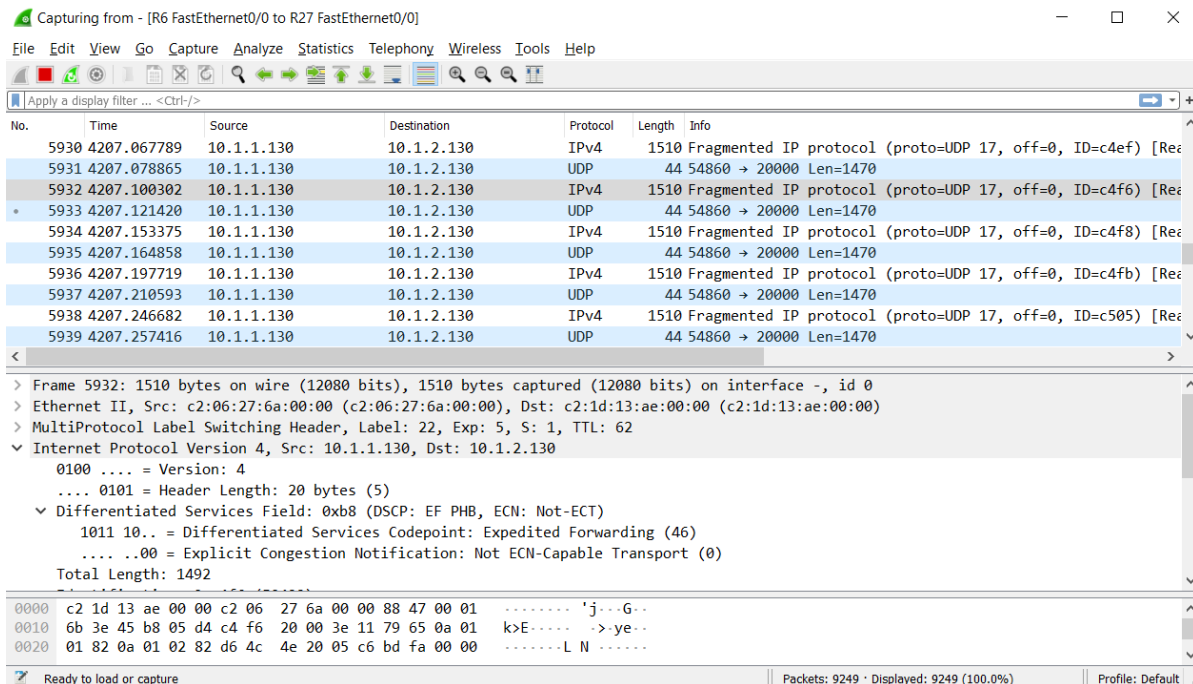 Capturing from - [R6 FastEthernet0/0 to R27 FastEthernet0/0]
File Edit View Go Capture Analyze Statistics Telephony Wireless Tools Help
Apply a display filter ... <Ctrl-/>
No. Time Source Destination Protocol Length Info
5930 4207.067789 10.1.1.130 10.1.2.130 IPv4 1510 Fragmented IP protocol (proto=UDP 17, off=0, ID=c4ef) [Rea
5931 4207.078865 10.1.1.130 10.1.2.130 UDP 44 54860 → 20000 Len=1470
5932 4207.100302 10.1.1.130 10.1.2.130 IPv4 1510 Fragmented IP protocol (proto=UDP 17, off=0, ID=c4f6) [Rea
5933 4207.121420 10.1.1.130 10.1.2.130 UDP 44 54860 → 20000 Len=1470
5934 4207.153375 10.1.1.130 10.1.2.130 IPv4 1510 Fragmented IP protocol (proto=UDP 17, off=0, ID=c4f8) [Rea
5935 4207.164858 10.1.1.130 10.1.2.130 UDP 44 54860 → 20000 Len=1470
5936 4207.197719 10.1.1.130 10.1.2.130 IPv4 1510 Fragmented IP protocol (proto=UDP 17, off=0, ID=c4fb) [Rea
5937 4207.210593 10.1.1.130 10.1.2.130 UDP 44 54860 → 20000 Len=1470
5938 4207.246682 10.1.1.130 10.1.2.130 IPv4 1510 Fragmented IP protocol (proto=UDP 17, off=0, ID=c505) [Rea
5939 4207.257416 10.1.1.130 10.1.2.130 UDP 44 54860 → 20000 Len=1470
Frame 5932: 1510 bytes on wire (12080 bits), 1510 bytes captured (12080 bits) on interface -, id 0
Ethernet II, Src: c2:06:27:6a:00:00 (c2:06:27:6a:00:00), Dst: c2:1d:13:ae:00:00 (c2:1d:13:ae:00:00)
MultiProtocol Label Switching Header, Label: 22, Exp: 5, S: 1, TTL: 62
Internet Protocol Version 4, Src: 10.1.1.130, Dst: 10.1.2.130
0100 .... = Version: 4
.... 0101 = Header Length: 20 bytes (5)
Differentiated Services Field: 0xb8 (DSCP: EF PHB, ECN: Not-ECT)
1011 10.. = Differentiated Services Codepoint: Expedited Forwarding (46)
.... ..00 = Explicit Congestion Notification: Not ECN-Capable Transport (0)
Total Length: 1492
0000 c2 1d 13 ae 00 00 c2 06 27 6a 00 00 88 47 00 01 ········ 'j···G··
0010 6b 3e 45 b8 05 d4 c4 f6 20 00 3e 11 79 65 0a 01 k>E····· ·>·ye··
0020 01 82 0a 01 02 82 d6 4c 4e 20 05 c6 bd fa 00 00 ·······L N ······
Ready to load or capture Packets: 9249 · Displayed: 9249 (100.0%) Profile: Default